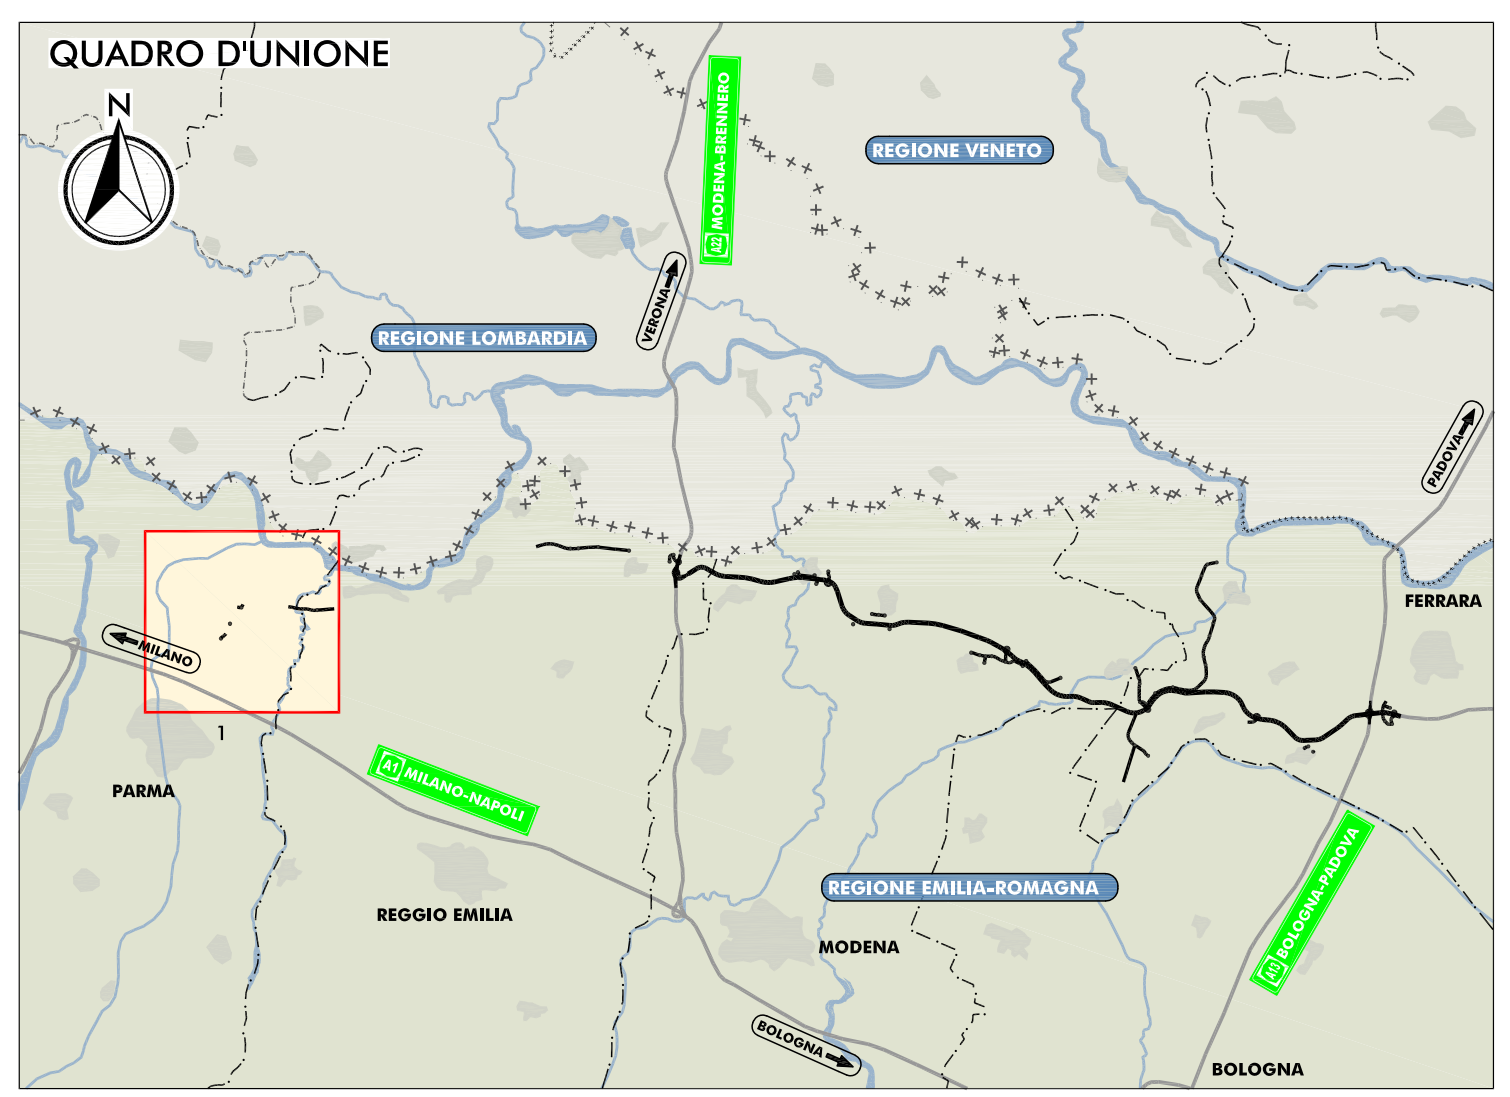 QUADRO D'UNIONE
N
A22 MODENA-BRENNERO
REGIONE VENETO
VERONA
REGIONE LOMBARDIA
PADOVA
FERRARA
MILANO
1
PARMA
A1 MILANO-NAPOLI
REGGIO EMILIA
REGIONE EMILIA-ROMAGNA
MODENA
A13 BOLOGNA-PADOVA
BOLOGNA
BOLOGNA